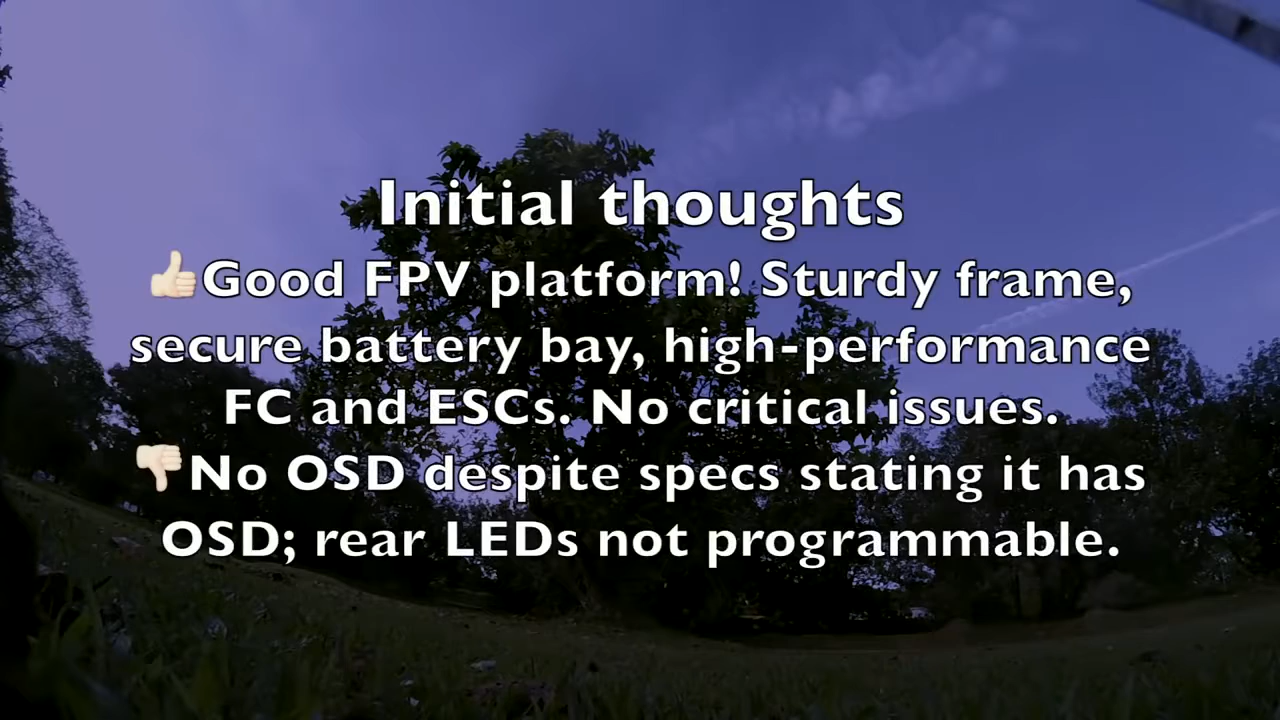 Initial thoughts
👍🏻Good FPV platform! Sturdy frame,
secure battery bay, high-performance
FC and ESCs. No critical issues.
👎🏻No OSD despite specs stating it has
OSD; rear LEDs not programmable.